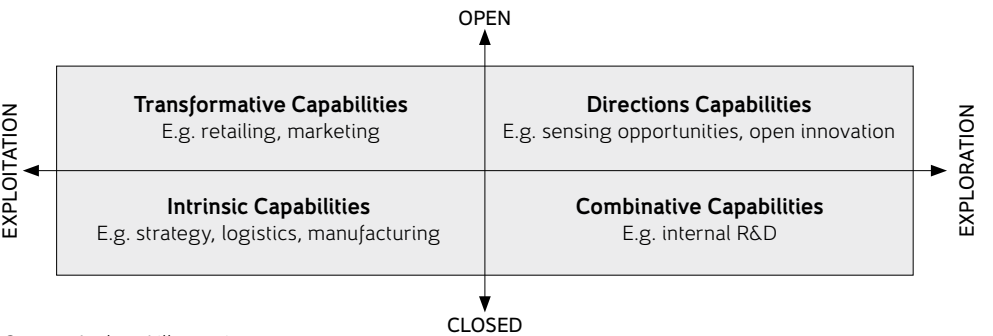 OPEN
Transformative Capabilities
E.g. retailing, marketing
Directions Capabilities
E.g. sensing opportunities, open innovation
EXPLOITATION
EXPLORATION
Intrinsic Capabilities
E.g. strategy, logistics, manufacturing
Combinative Capabilities
E.g. internal R&D
CLOSED